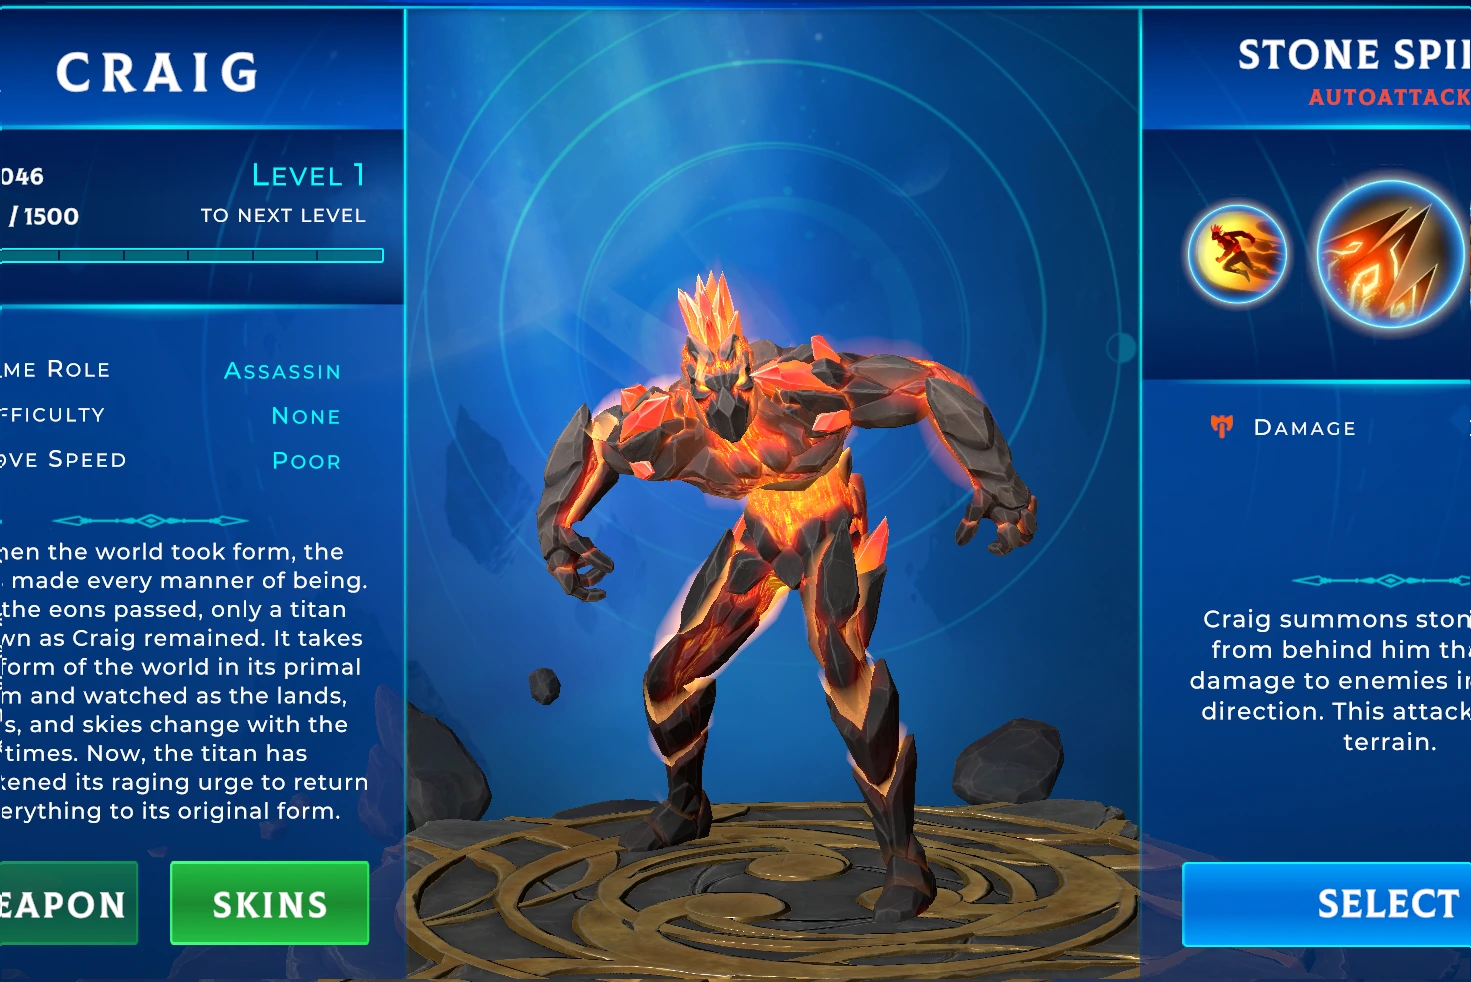 CRAIG
046
LEVEL 1
/ 1500
TO NEXT LEVEL
ME ROLE
ASSASSIN
FFICULTY
NONE
OVE SPEED
POOR
hen the world took form, the
made every manner of being.
the eons passed, only a titan
wn as Craig remained. It takes
form of the world in its primal
m and watched as the lands,
s, and skies change with the
times. Now, the titan has
kened its raging urge to return
erything to its original form.
EAPON
SKINS
STONE SPI
AUTOATTACK
DAMAGE
Craig summons ston
from behind him tha
damage to enemies in
direction. This attack
terrain.
SELECT